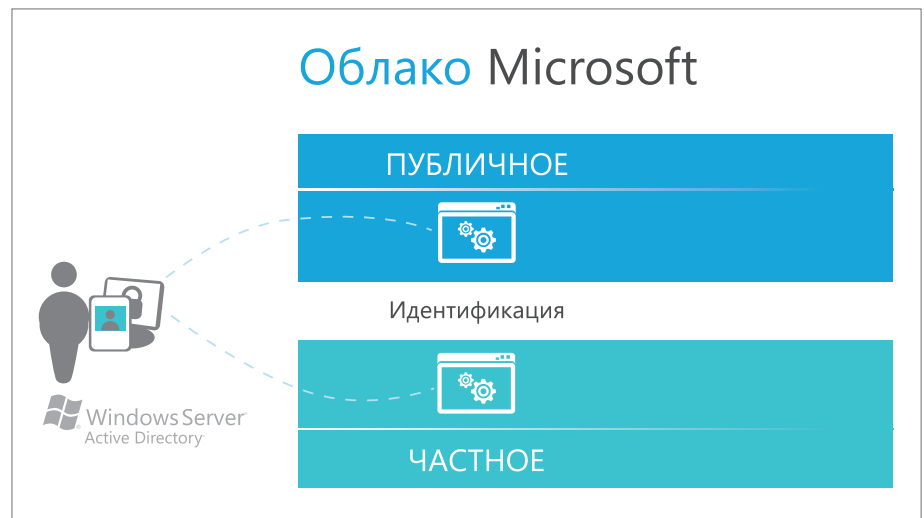 Облако Microsoft
ПУБЛИЧНОЕ
Идентификация
Windows Server
Active Directory
ЧАСТНОЕ